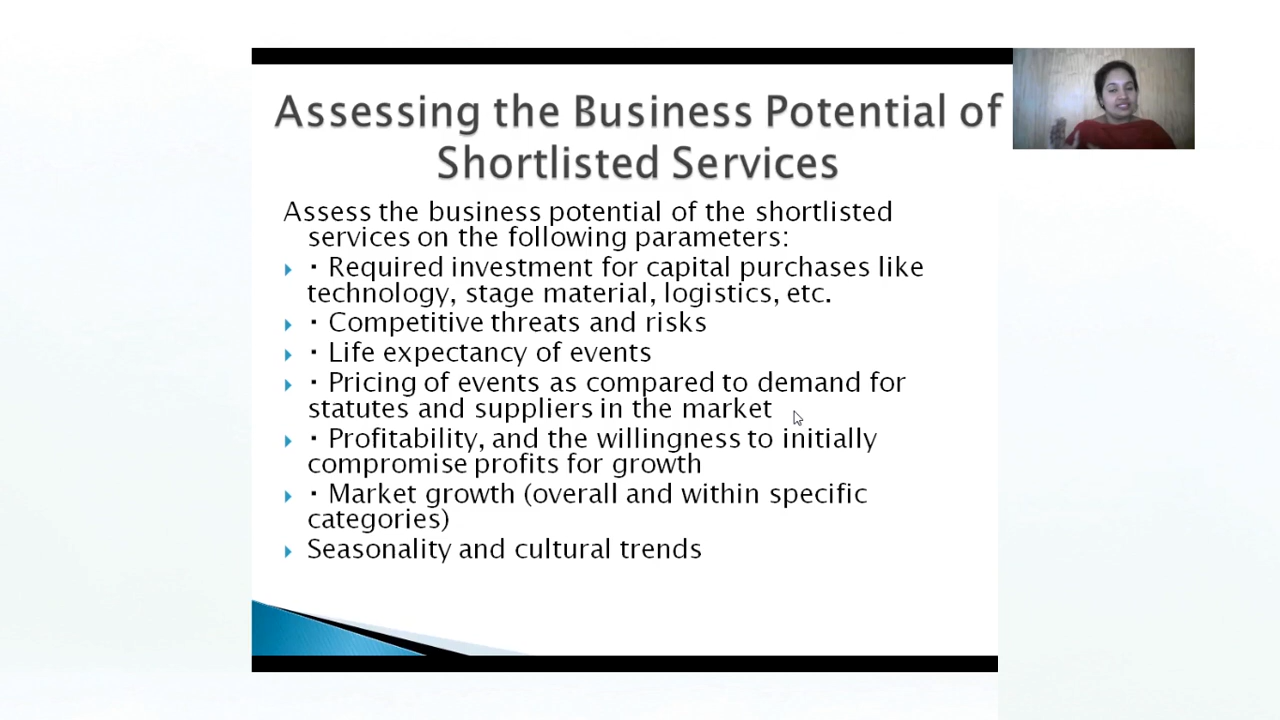 Assessing the Business Potential of
Shortlisted Services
Assess the business potential of the shortlisted
services on the following parameters:
· Required investment for capital purchases like
technology, stage material, logistics, etc.
· Competitive threats and risks
· Life expectancy of events
· Pricing of events as compared to demand for
statutes and suppliers in the market
· Profitability, and the willingness to initially
compromise profits for growth
· Market growth (overall and within specific
categories)
Seasonality and cultural trends